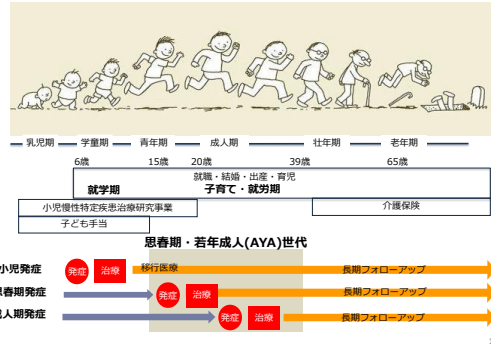 乳児期 学童期 青年期 成人期 壮年期 老年期
6歳 15歳 20歳 39歳 65歳
就職・結婚・出産・育児
就学期 子育て・就労期
小児慢性特定疾患治療研究事業 介護保険
子ども手当
思春期・若年成人(AYA)世代
小児発症 発症 治療 移行医療 長期フォローアップ
思春期発症 発症 治療 長期フォローアップ
成人期発症 発症 治療 長期フォローアップ